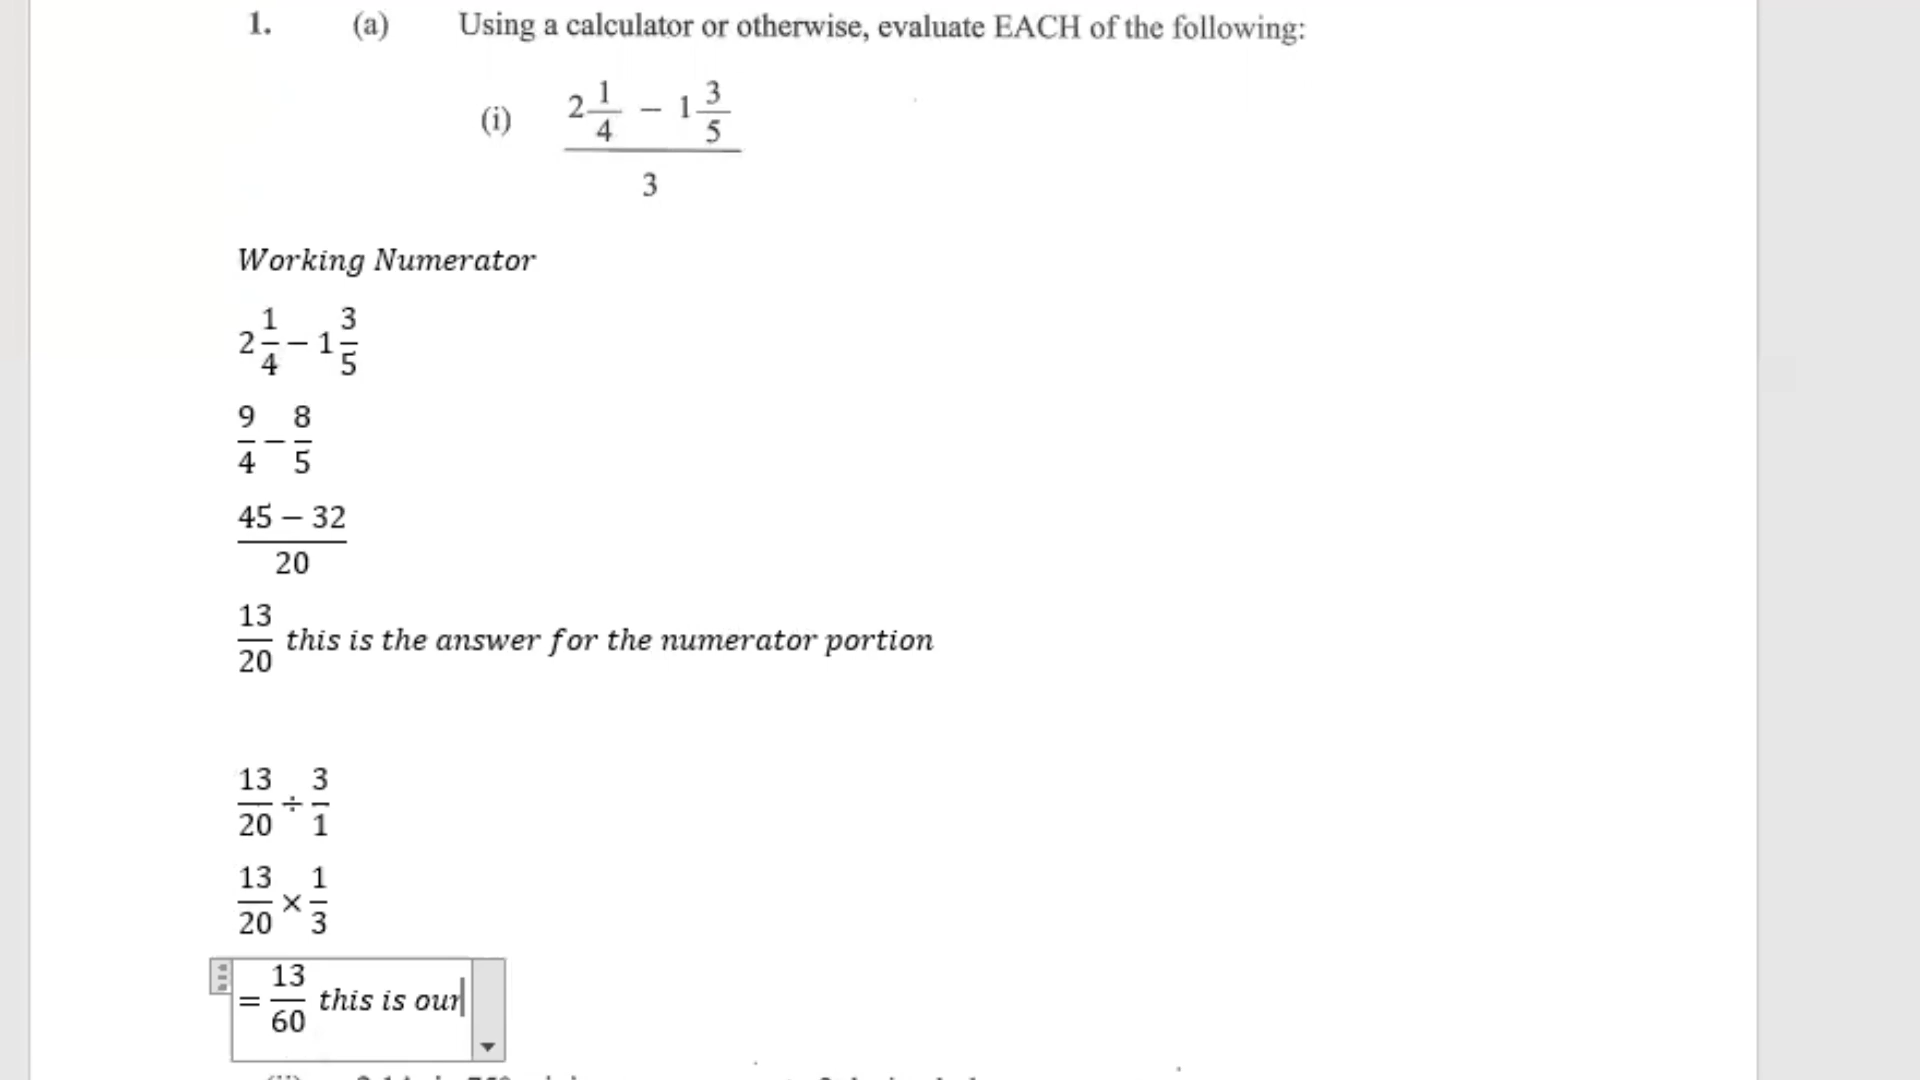 1. (a) Using a calculator or otherwise, evaluate EACH of the following:
(i) 2 1/4 − 1 3/5
3
Working Numerator
2 1/4 − 1 3/5
9/4 − 8/5
45 − 32
20
13/20 this is the answer for the numerator portion
13/20 ÷ 3/1
13/20 × 1/3
= 13/60 this is our